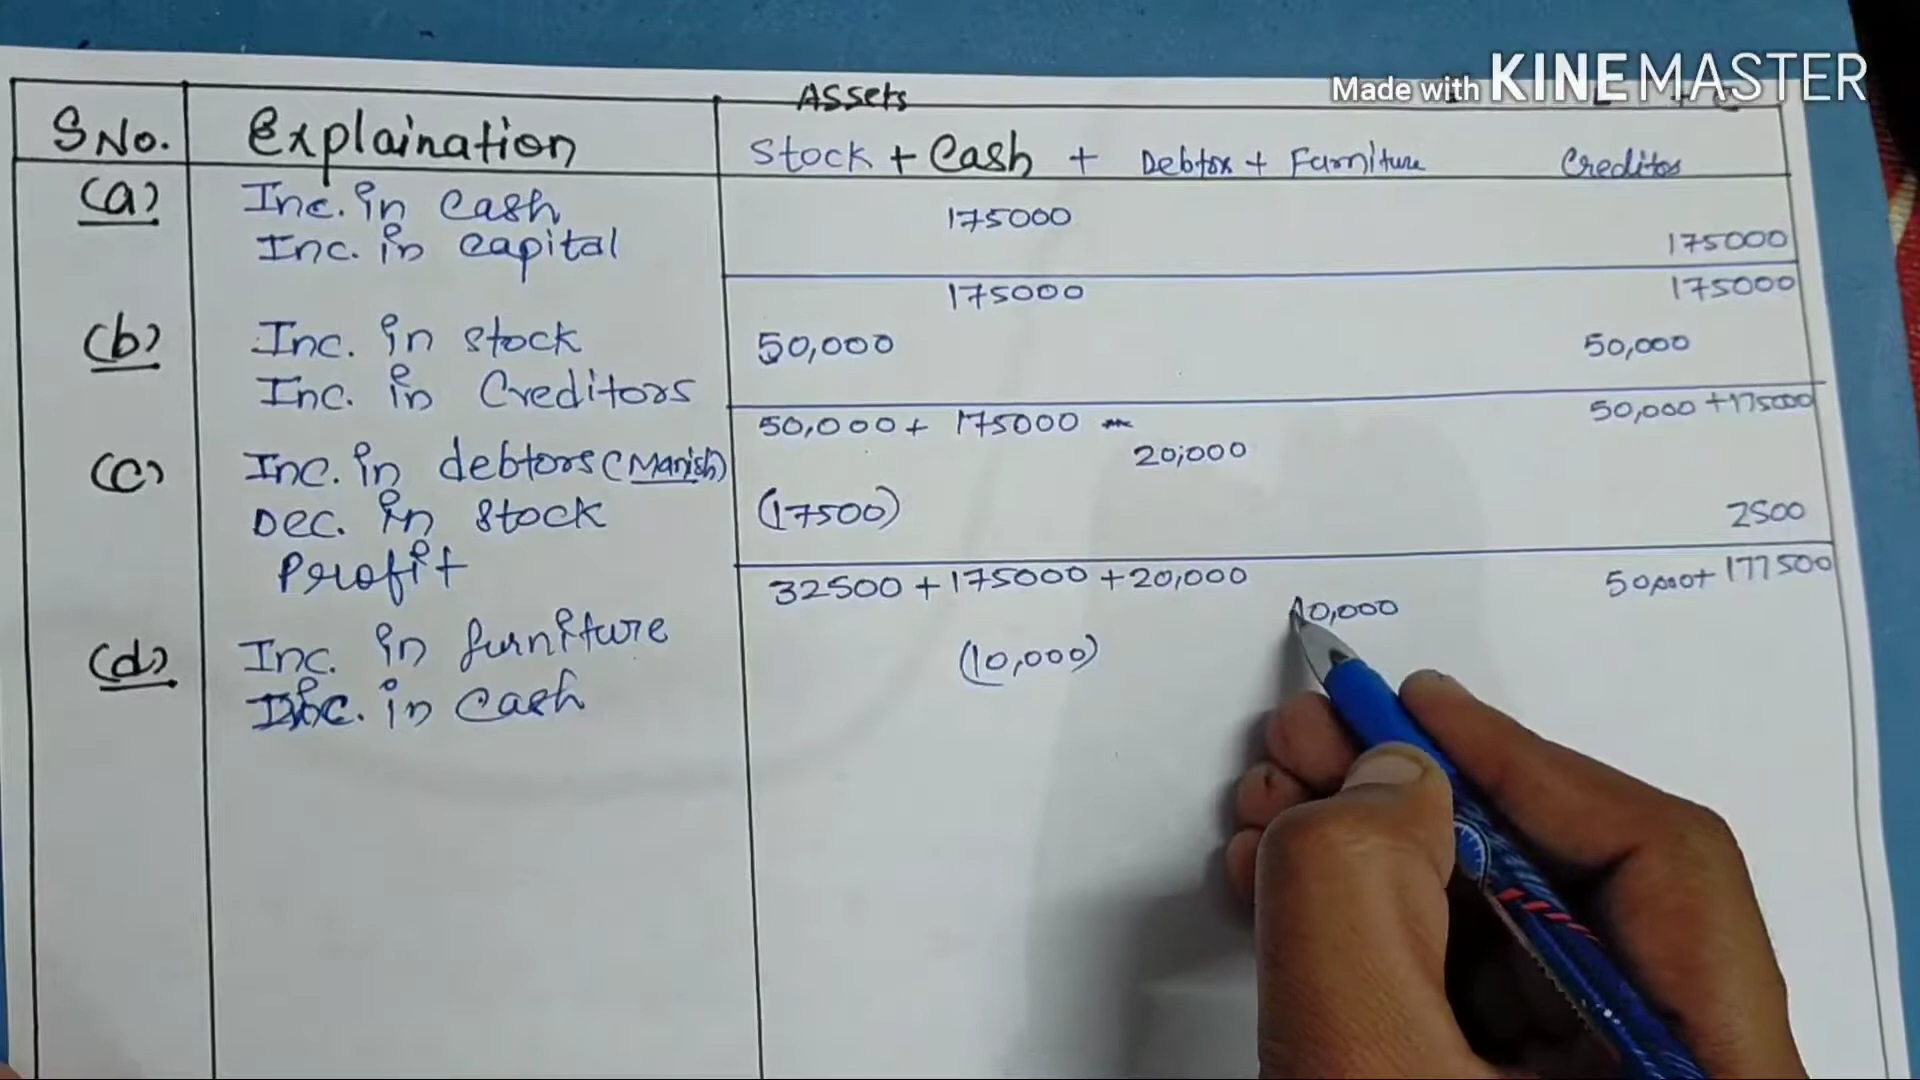 Made with KINEMASTER
Assets
S No. Explaination Stock + Cash + Debtors + Furniture Creditos
(a) Inc. in Cash 175000
Inc. in capital 175000
175000 175000
(b) Inc. in stock 50,000 50,000
Inc. in Creditors
50,000 + 175000 50,000 + 175000
(c) Inc. in debtors (Manish) 20,000
Dec. in stock (17500) 2500
Profit
32500 + 175000 + 20,000 50,000 + 177500
(d) Inc. in furniture 10,000
Dec. in Cash (10,000)